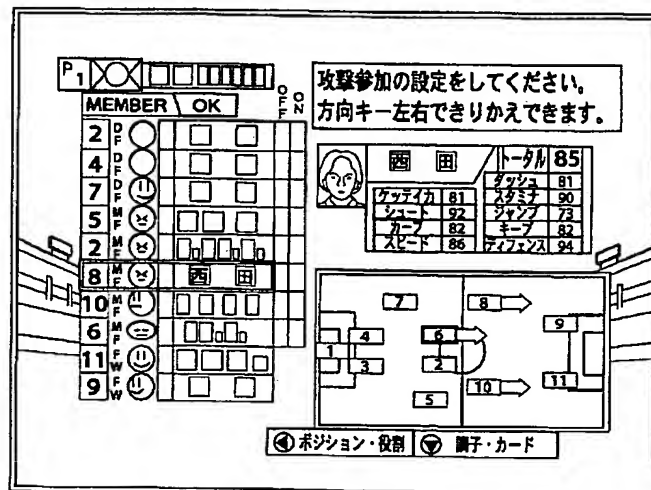 P1
OFF
ON
MEMBER OK
2 DF
4 DF
7 DF
5 MF
2 MF
8 MF 西 田
10 MF
6 MF
11 FW
9 FW
攻撃参加の設定をしてください。
方向キー左右できりかえできます。
西 田
トータル 85
ダッシュ 81
ケッテイカ 81
スタミナ 90
シュート 92
ジャンプ 73
カーブ 82
キープ 82
スピード 86
ディフェンス 94
7
8
9
4
6
1
3
2
10
11
5
ポジション・役割
調子・カード